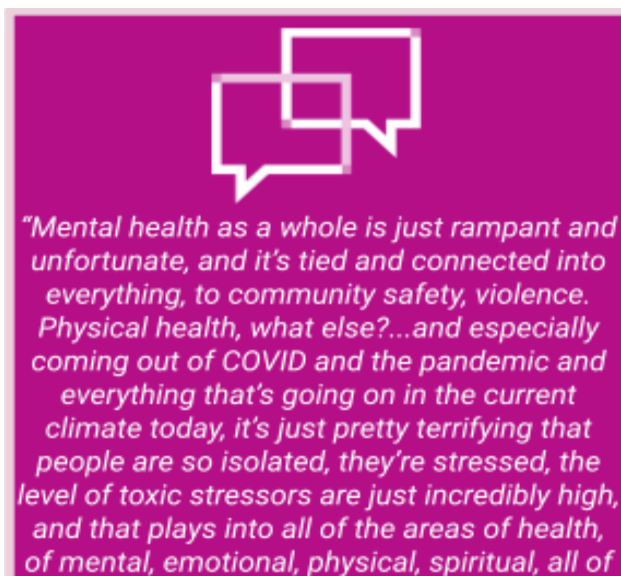 “Mental health as a whole is just rampant and
unfortunate, and it’s tied and connected into
everything, to community safety, violence.
Physical health, what else?...and especially
coming out of COVID and the pandemic and
everything that’s going on in the current
climate today, it’s just pretty terrifying that
people are so isolated, they’re stressed, the
level of toxic stressors are just incredibly high,
and that plays into all of the areas of health,
of mental, emotional, physical, spiritual, all of